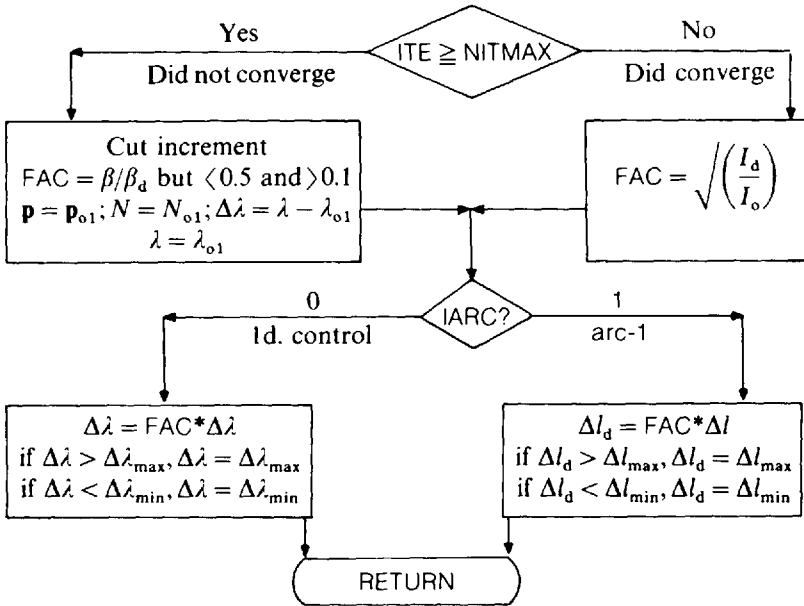 Yes
ITE ≧ NITMAX
No
Did not converge
Did converge
Cut increment
FAC = β/β_d but ⟨0.5 and ⟩0.1
p = p_o1; N = N_o1; Δλ = λ − λ_o1
λ = λ_o1
FAC = √(I_d/I_o)
0
IARC?
1
ld. control
arc-1
Δλ = FAC*Δλ
if Δλ > Δλ_max, Δλ = Δλ_max
if Δλ < Δλ_min, Δλ = Δλ_min
Δl_d = FAC*Δl
if Δl_d > Δl_max, Δl_d = Δl_max
if Δl_d < Δl_min, Δl_d = Δl_min
RETURN